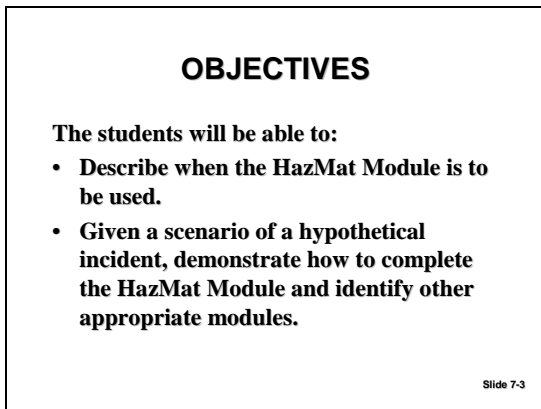 OBJECTIVES
The students will be able to:
• Describe when the HazMat Module is to
be used.
• Given a scenario of a hypothetical
incident, demonstrate how to complete
the HazMat Module and identify other
appropriate modules.
Slide 7-3